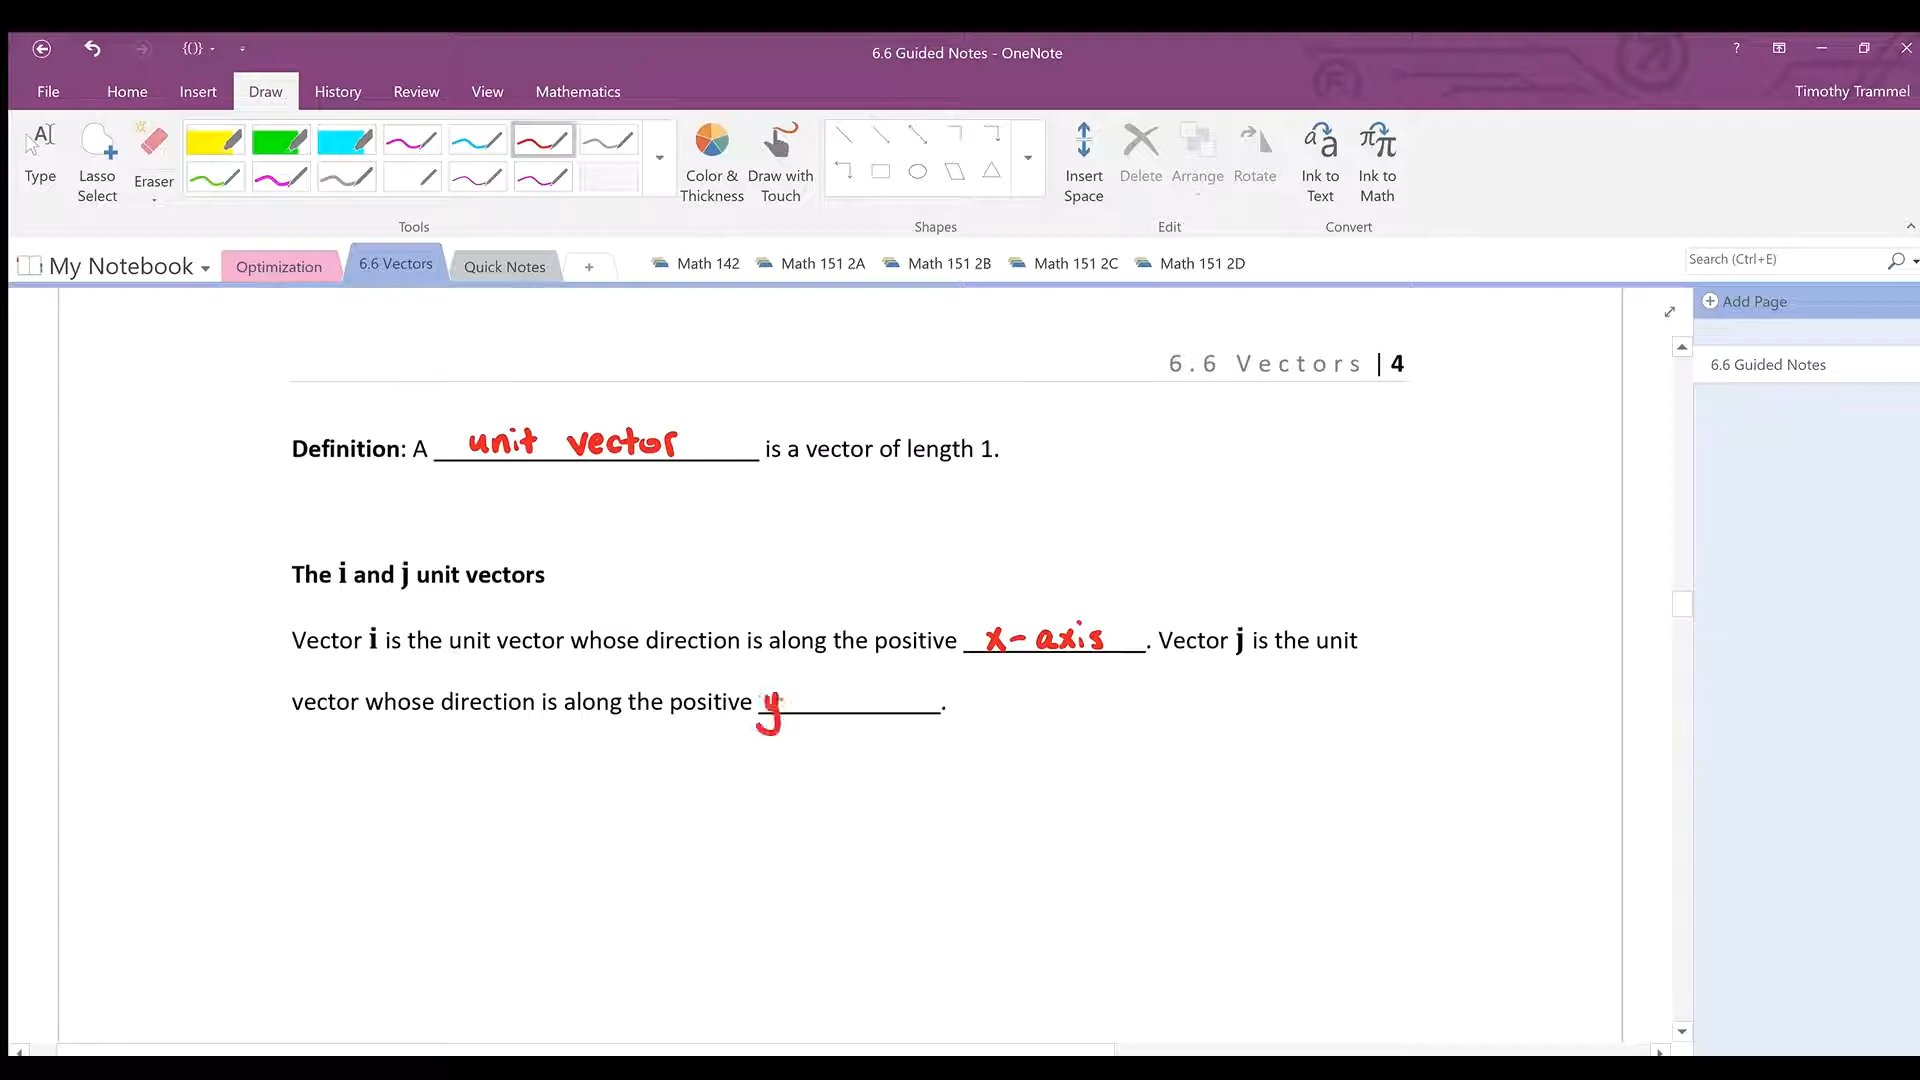 6.6 Guided Notes - OneNote
?
File Home Insert Draw History Review View Mathematics
Timothy Trammel
Type
Lasso Select
Eraser
Color & Thickness
Draw with Touch
Insert Space
Delete
Arrange
Rotate
Ink to Text
Ink to Math
Tools
Shapes
Edit
Convert
My Notebook
Optimization
6.6 Vectors
Quick Notes
+
Math 142
Math 151 2A
Math 151 2B
Math 151 2C
Math 151 2D
Search (Ctrl+E)
Add Page
6.6 Guided Notes
6.6 Vectors | 4
Definition: A unit vector is a vector of length 1.
The i and j unit vectors
Vector i is the unit vector whose direction is along the positive x-axis. Vector j is the unit
vector whose direction is along the positive y.